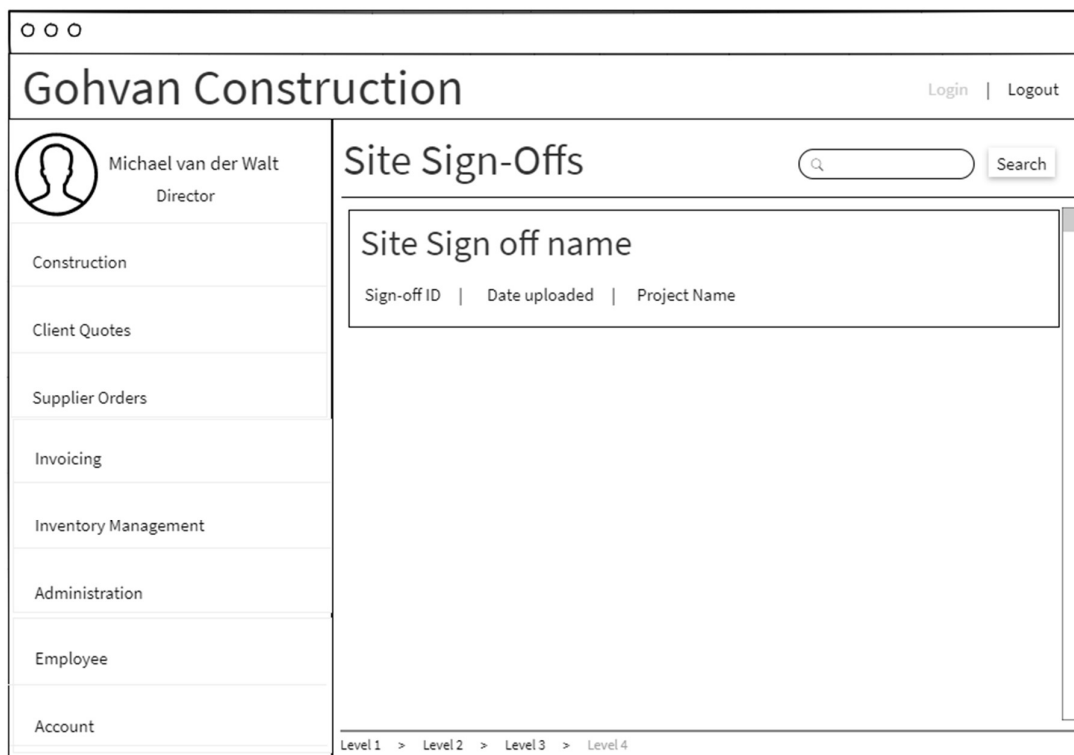 Gohvan Construction
Login | Logout
Michael van der Walt
Director
Construction
Client Quotes
Supplier Orders
Invoicing
Inventory Management
Administration
Employee
Account
Site Sign-Offs
Search
Site Sign off name
Sign-off ID | Date uploaded | Project Name
Level 1 > Level 2 > Level 3 > Level 4